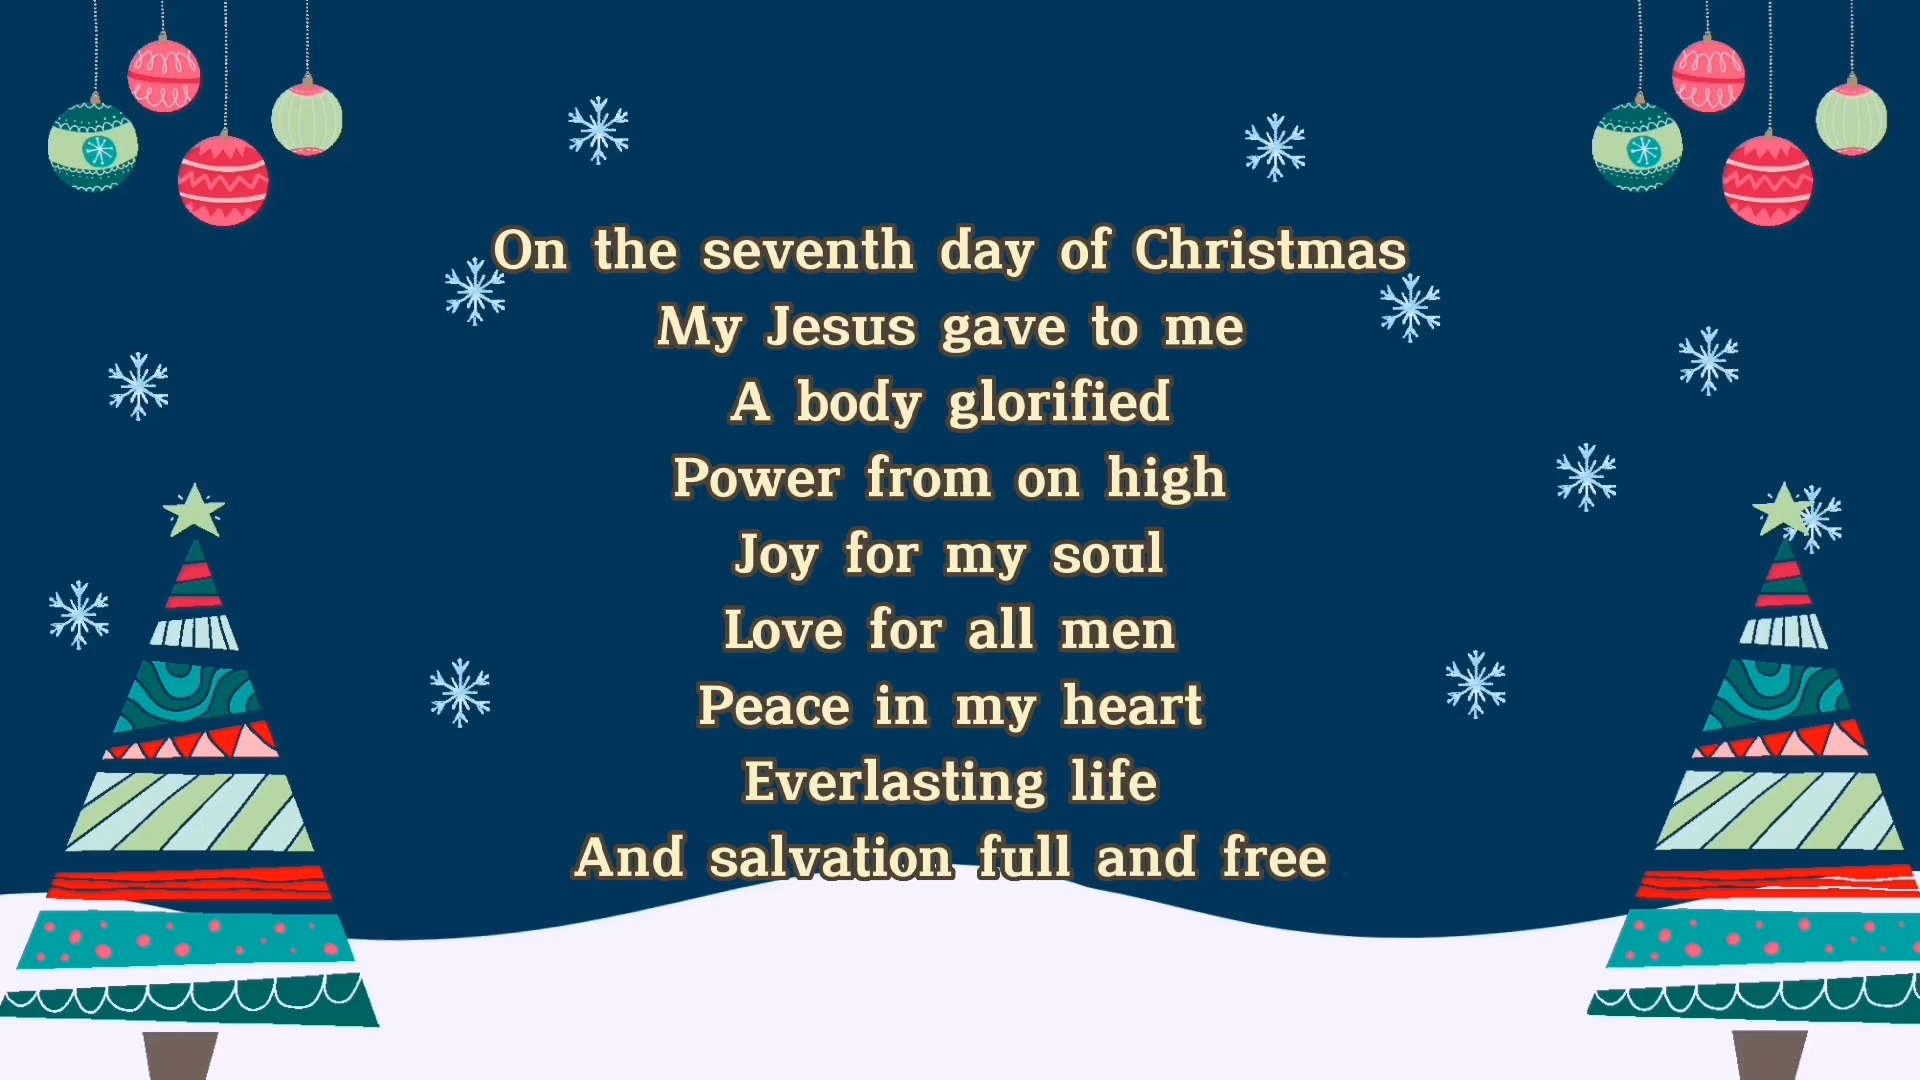 On the seventh day of Christmas
My Jesus gave to me
A body glorified
Power from on high
Joy for my soul
Love for all men
Peace in my heart
Everlasting life
And salvation full and free